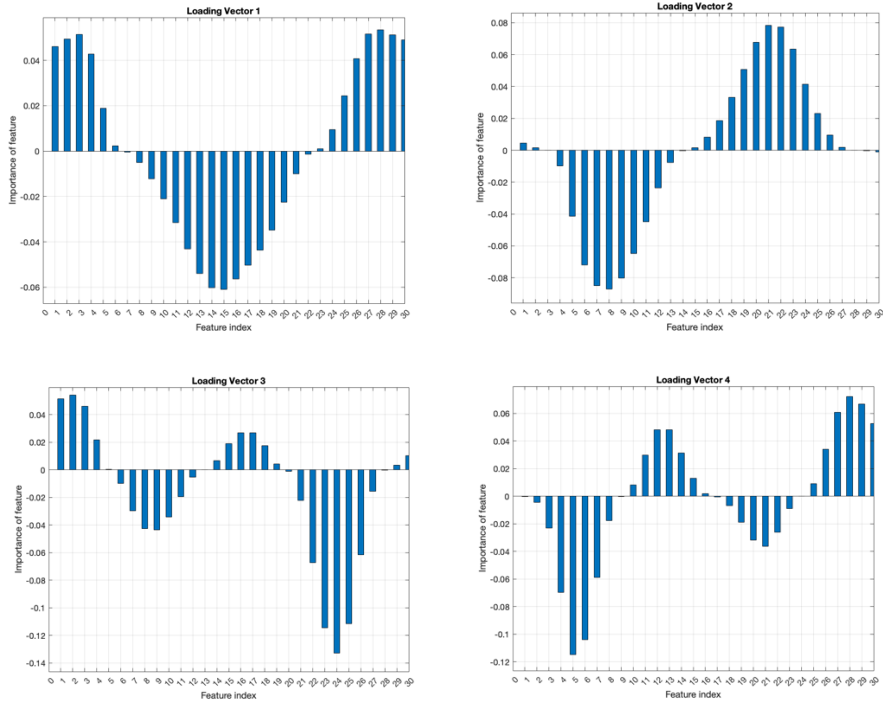 Loading Vector 1
0.04
0.02
0
-0.02
-0.04
-0.06
Importance of feature
0 1 2 3 4 5 6 7 8 9 10 11 12 13 14 15 16 17 18 19 20 21 22 23 24 25 26 27 28 29 30
Feature index
Loading Vector 2
0.08
0.06
0.04
0.02
0
-0.02
-0.04
-0.06
-0.08
Importance of feature
0 1 2 3 4 5 6 7 8 9 10 11 12 13 14 15 16 17 18 19 20 21 22 23 24 25 26 27 28 29 30
Feature index
Loading Vector 3
0.04
0.02
0
-0.02
-0.04
-0.06
-0.08
-0.1
-0.12
-0.14
Importance of feature
0 1 2 3 4 5 6 7 8 9 10 11 12 13 14 15 16 17 18 19 20 21 22 23 24 25 26 27 28 29 30
Feature index
Loading Vector 4
0.06
0.04
0.02
0
-0.02
-0.04
-0.06
-0.08
-0.1
-0.12
Importance of feature
0 1 2 3 4 5 6 7 8 9 10 11 12 13 14 15 16 17 18 19 20 21 22 23 24 25 26 27 28 29 30
Feature index